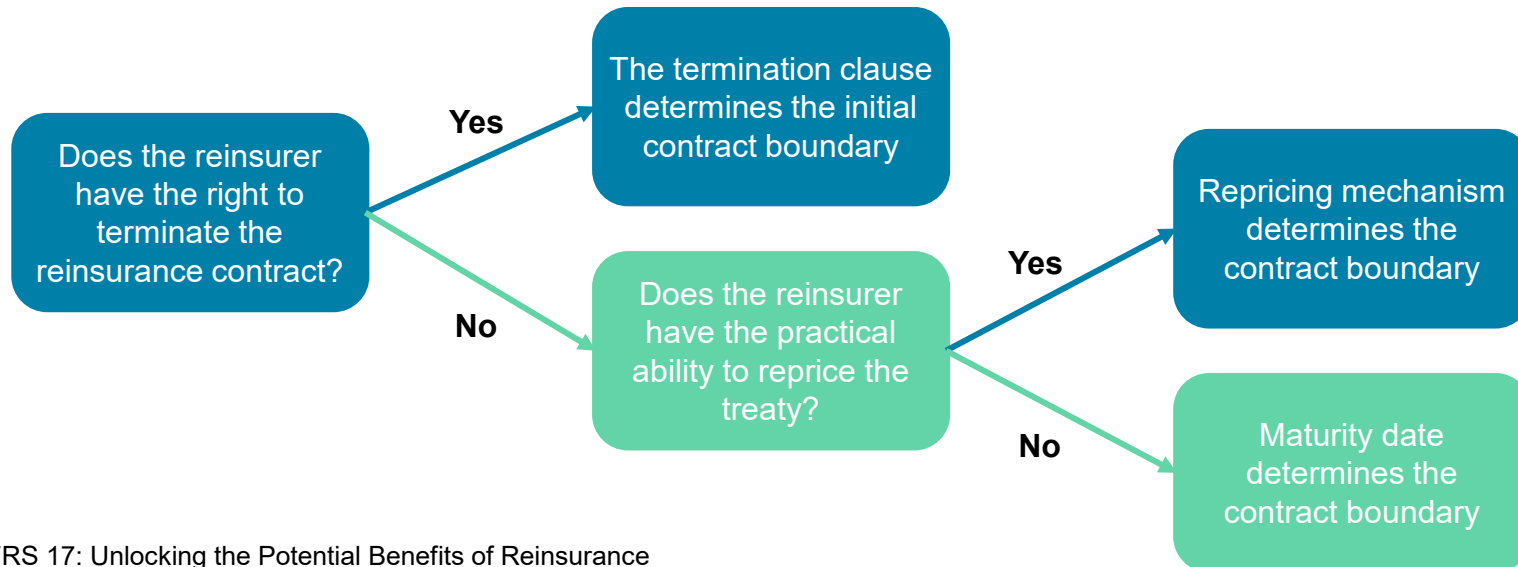 Does the reinsurer
have the right to
terminate the
reinsurance contract?
Yes
The termination clause
determines the initial
contract boundary
No
Does the reinsurer
have the practical
ability to reprice the
treaty?
Yes
Repricing mechanism
determines the
contract boundary
No
Maturity date
determines the
contract boundary
RS 17: Unlocking the Potential Benefits of Reinsurance